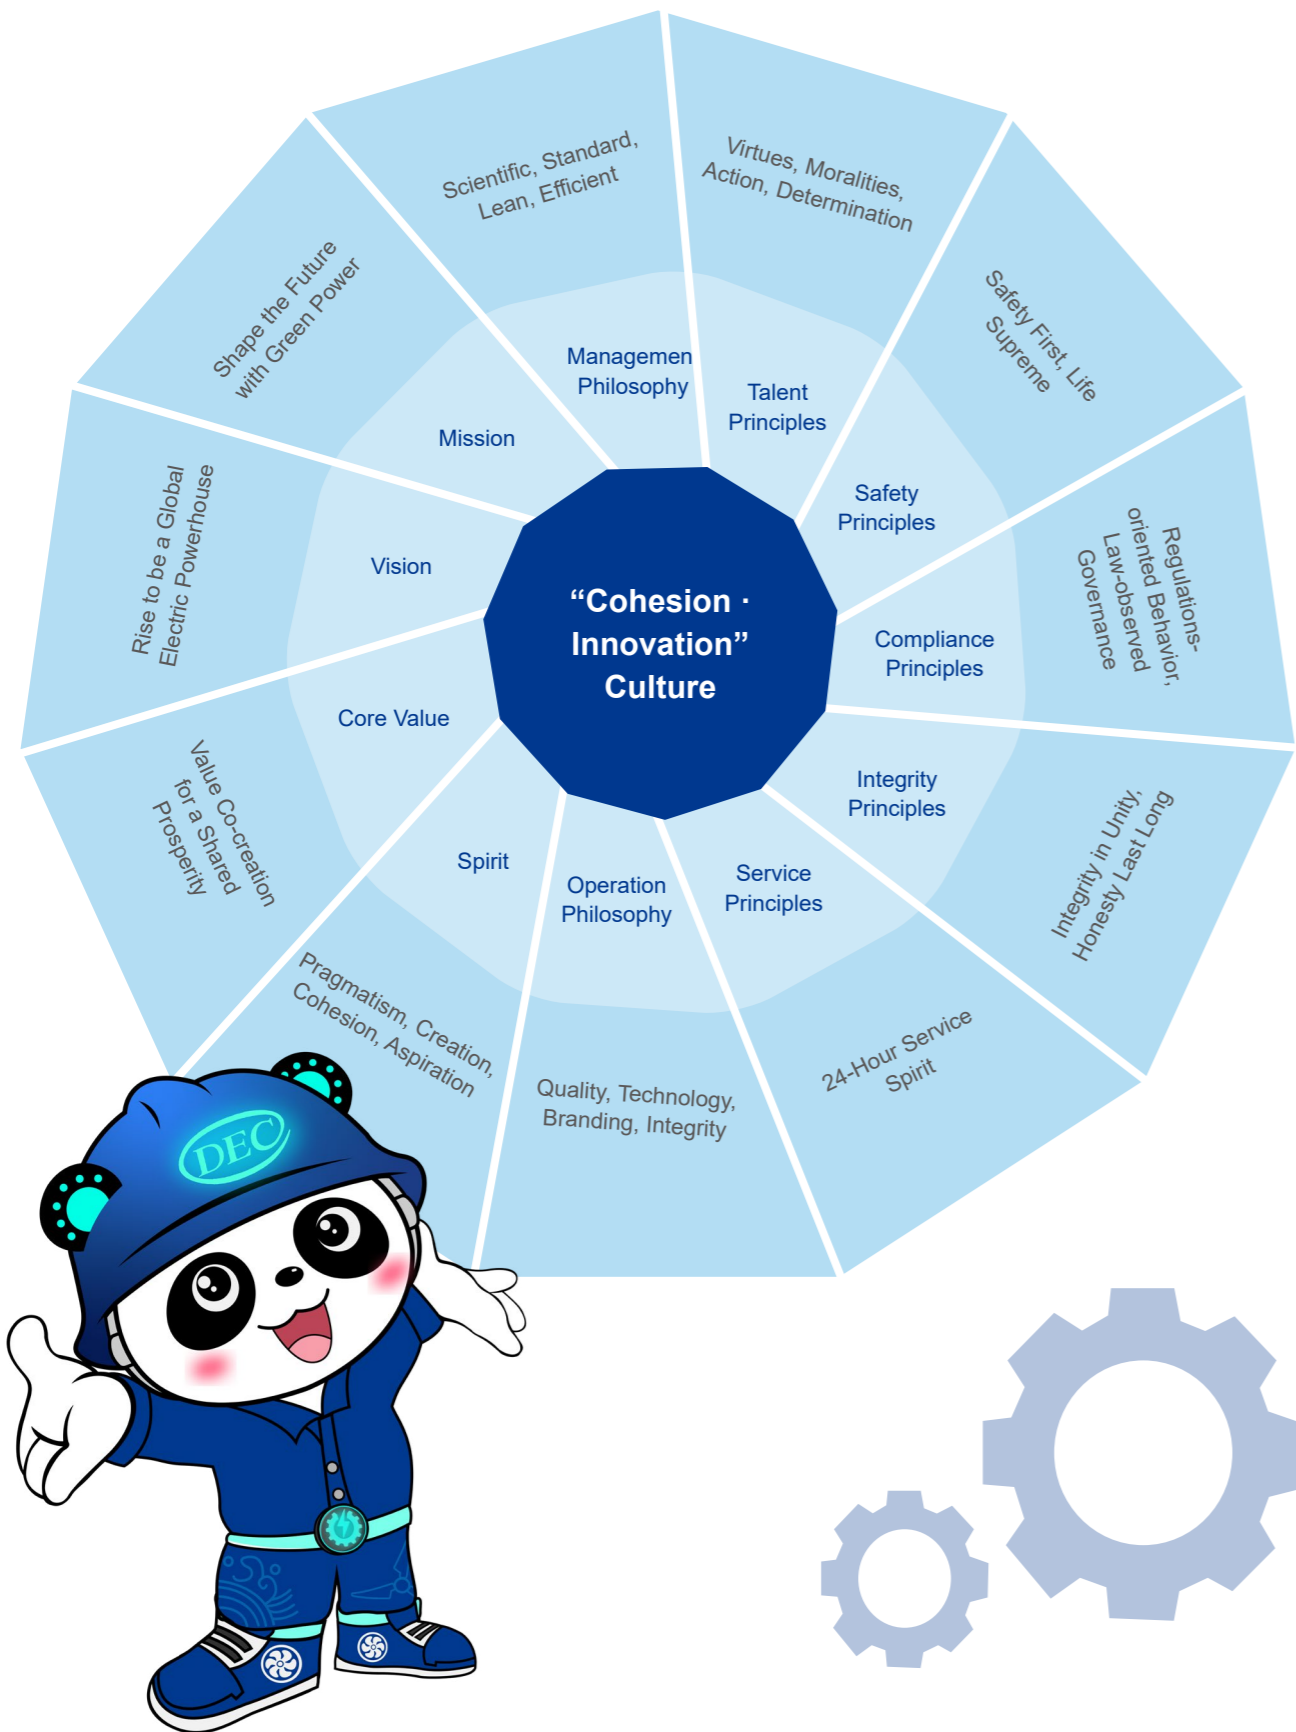 Scientific, Standard,
Lean, Efficient
Virtues, Moralities,
Action, Determination
Safety First, Life
Supreme
Regulations-
oriented Behavior,
Law-observed
Governance
Integrity in Unity,
Honesty Last Long
24-Hour Service
Spirit
Quality, Technology,
Branding, Integrity
Pragmatism, Creation,
Cohesion, Aspiration
Value Co-creation
for a Shared
Prosperity
Rise to be a Global
Electric Powerhouse
Shape the Future
with Green Power
Managemen
Philosophy
Talent
Principles
Safety
Principles
Compliance
Principles
Integrity
Principles
Service
Principles
Operation
Philosophy
Spirit
Core Value
Vision
Mission
“Cohesion ·
Innovation”
Culture
DEC